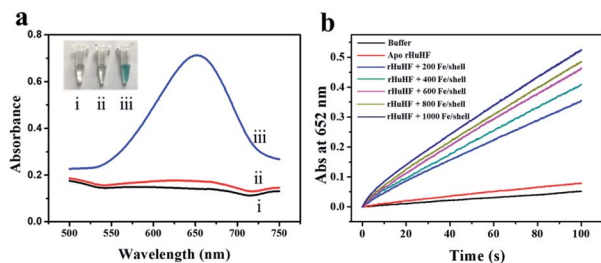 a
0.8
0.6
0.4
0.2
0.0
Absorbance
i ii iii
iii
ii
i
500 550 600 650 700 750
Wavelength (nm)
b
0.5
0.4
0.3
0.2
0.1
0.0
Abs at 652 nm
Buffer
Apo rHuHF
rHuHF + 200 Fe/shell
rHuHF + 400 Fe/shell
rHuHF + 600 Fe/shell
rHuHF + 800 Fe/shell
rHuHF + 1000 Fe/shell
0 20 40 60 80 100
Time (s)